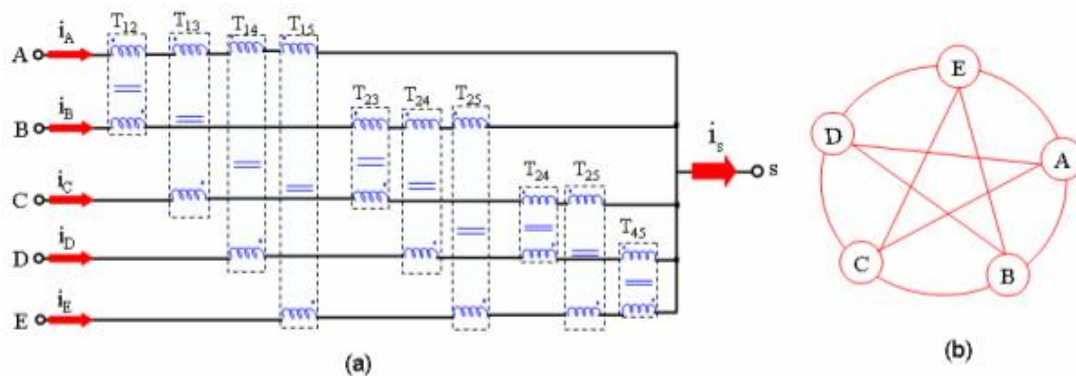 T12 T13 T14 T15
A iA
T23 T24 T25
B iB
is
s
T24 T25
C iC
T45
D iD
E iE
(a)
E
D
A
C
B
(b)